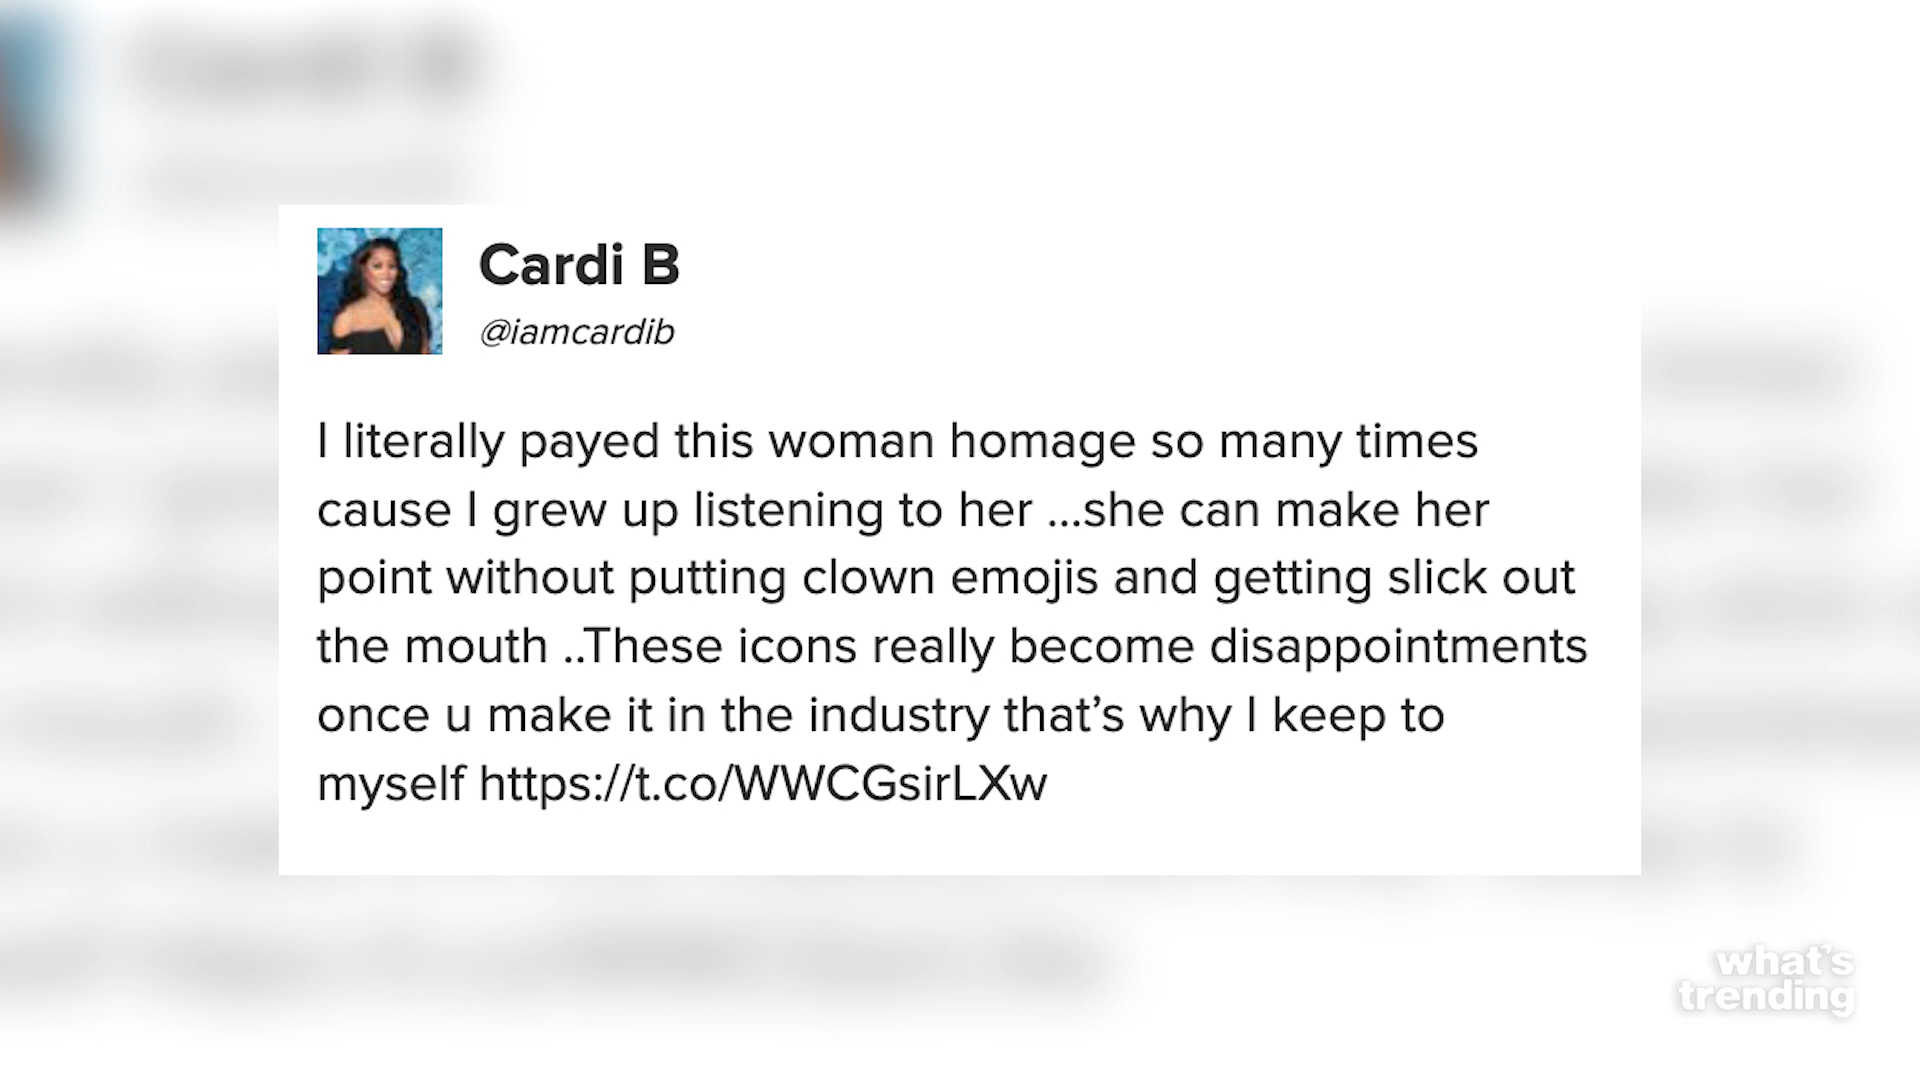 Cardi B
@iamcardib
I literally payed this woman homage so many times
cause I grew up listening to her ...she can make her
point without putting clown emojis and getting slick out
the mouth ..These icons really become disappointments
once u make it in the industry that’s why I keep to
myself https://t.co/WWCGsirLXw
what's
trending